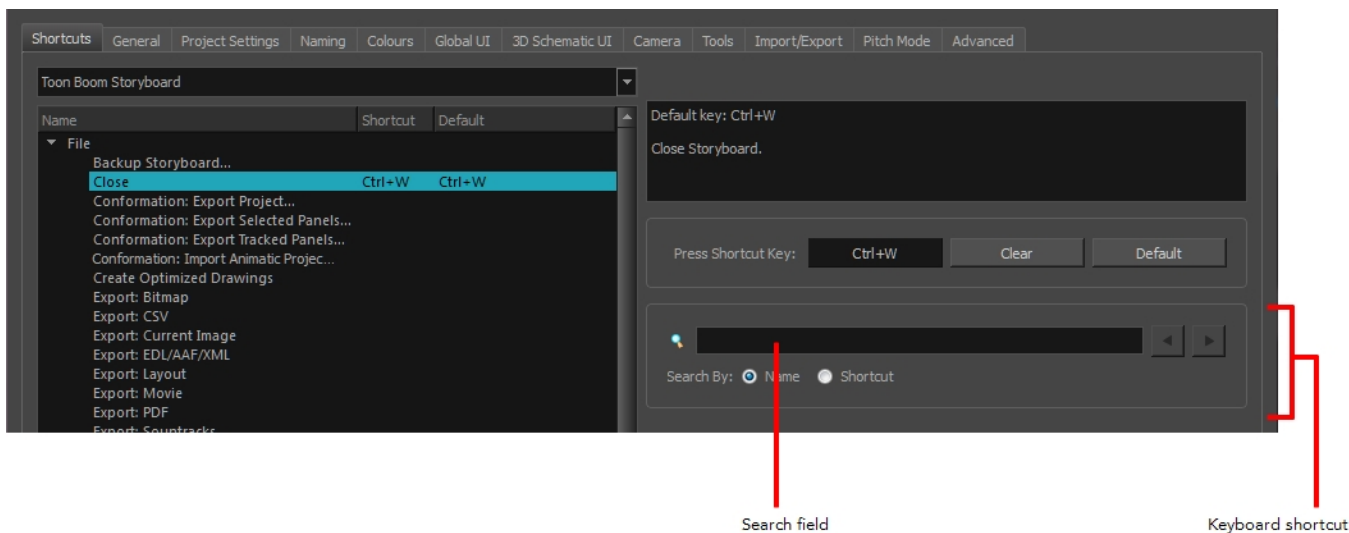 Shortcuts General Project Settings Naming Colours Global UI 3D Schematic UI Camera Tools Import/Export Pitch Mode Advanced
Toon Boom Storyboard
Name Shortcut Default
File
Backup Storyboard...
Close Ctrl+W Ctrl+W
Conformation: Export Project...
Conformation: Export Selected Panels...
Conformation: Export Tracked Panels...
Conformation: Import Animatic Projec...
Create Optimized Drawings
Export: Bitmap
Export: CSV
Export: Current Image
Export: EDL/AAF/XML
Export: Layout
Export: Movie
Export: PDF
Export: Sountracks
Default key: Ctrl+W
Close Storyboard.
Press Shortcut Key: Ctrl+W Clear Default
Search By: Name Shortcut
Search field
Keyboard shortcut